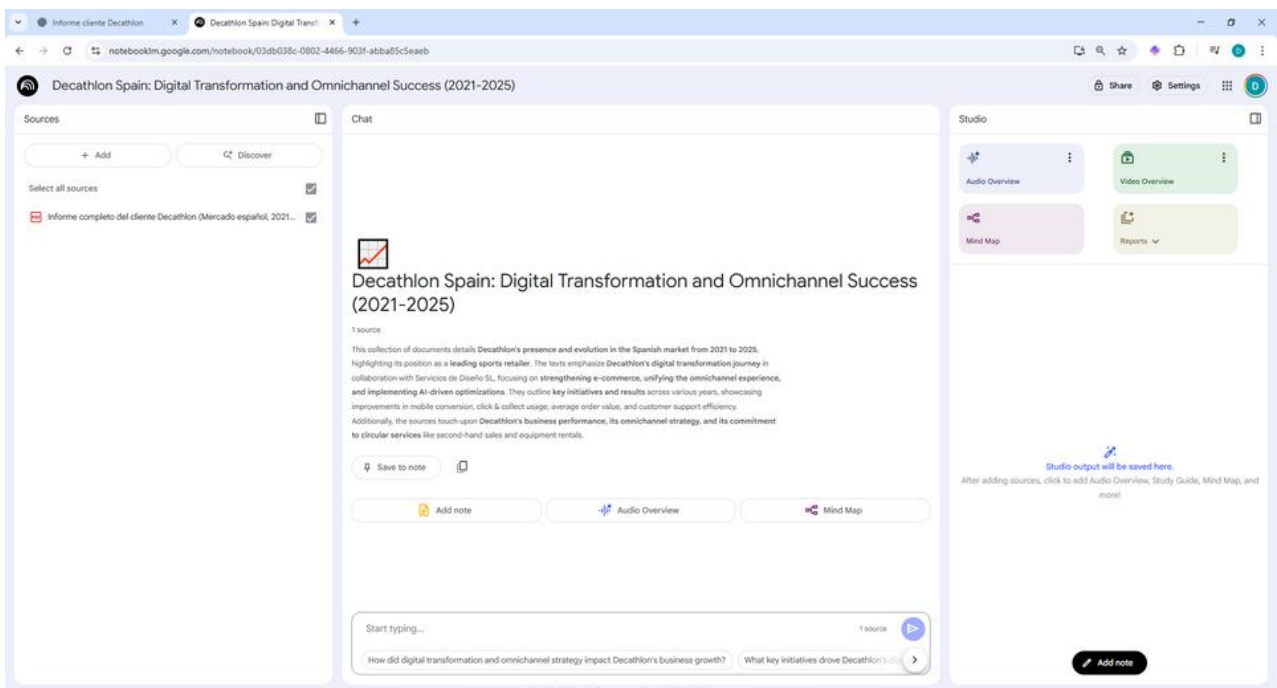 Informe cliente Decathlon
Decathlon Spain: Digital Transf
notebooklm.google.com/notebook/03db038c-0802-4466-903f-abba85c5eaeb
Decathlon Spain: Digital Transformation and Omnichannel Success (2021-2025)
Share
Settings
D
Sources
Chat
Studio
+ Add
Discover
Select all sources
Informe completo del cliente Decathlon (Mercado español, 2021...
Decathlon Spain: Digital Transformation and Omnichannel Success
(2021-2025)
1 source
This collection of documents details Decathlon's presence and evolution in the Spanish market from 2021 to 2025,
highlighting its position as a leading sports retailer. The texts emphasize Decathlon's digital transformation journey in
collaboration with Servicios de Diseño SL, focusing on strengthening e-commerce, unifying the omnichannel experience,
and implementing AI-driven optimizations. They outline key initiatives and results across various years, showcasing
improvements in mobile conversion, click & collect usage, average order value, and customer support efficiency.
Additionally, the sources touch upon Decathlon's business performance, its omnichannel strategy, and its commitment
to circular services like second-hand sales and equipment rentals.
Save to note
Add note
Audio Overview
Mind Map
Start typing...
1 source
How did digital transformation and omnichannel strategy impact Decathlon's business growth?
What key initiatives drove Decathlon's
Audio Overview
Video Overview
Mind Map
Reports
Studio output will be saved here.
After adding sources, click to add Audio Overview, Study Guide, Mind Map, and
more!
Add note